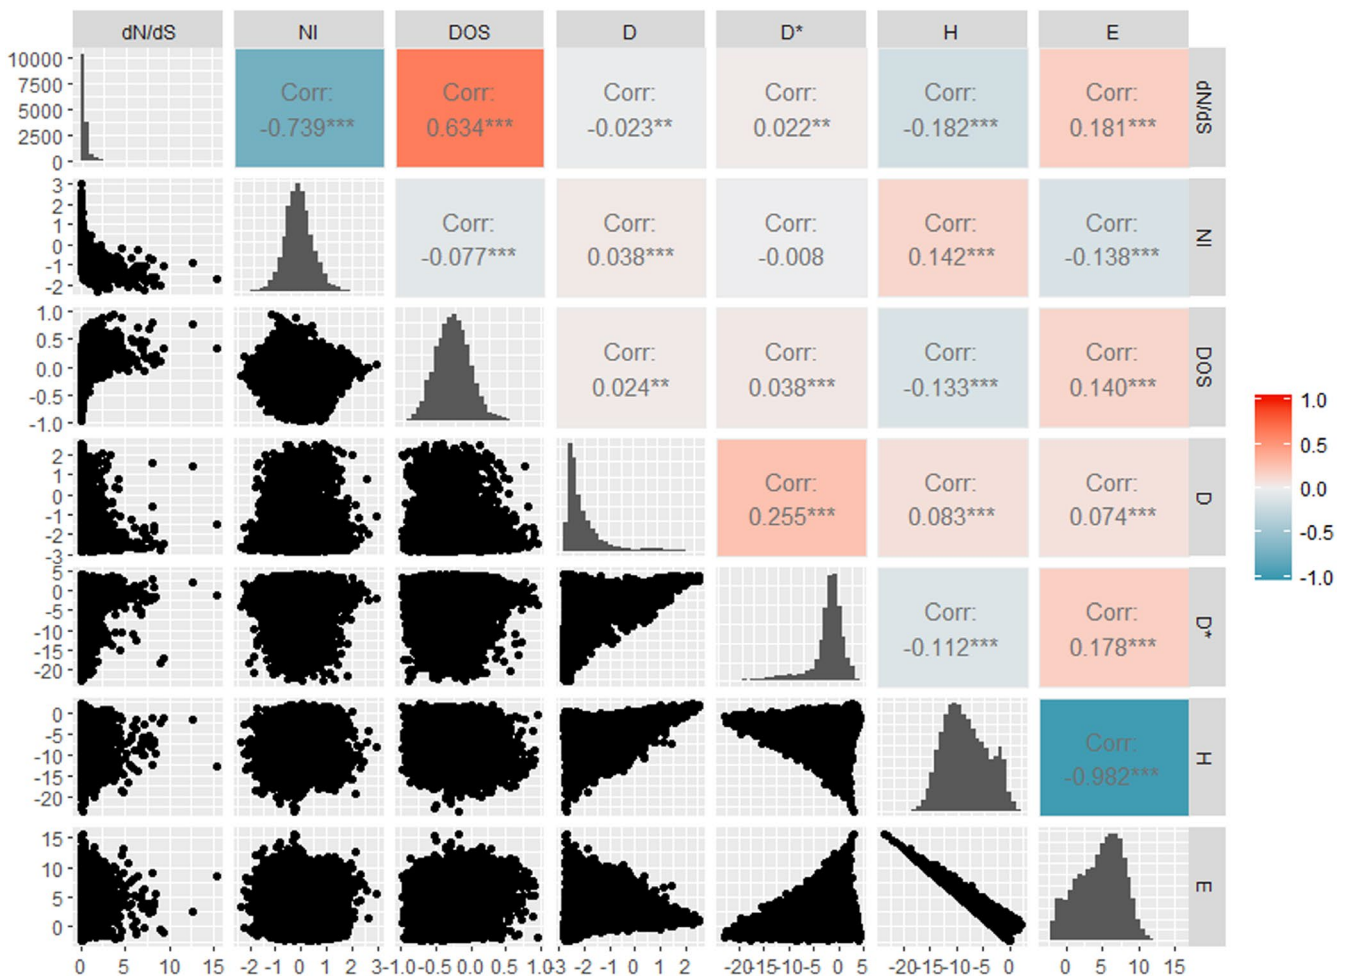 dN/dS NI DOS D D* H E
10000
7500
5000
2500
0
Corr:
-0.739***
Corr:
0.634***
Corr:
-0.023**
Corr:
0.022**
Corr:
-0.182***
Corr:
0.181***
dN/dS
3
2
1
0
-1
-2
Corr:
-0.077***
Corr:
0.038***
Corr:
-0.008
Corr:
0.142***
Corr:
-0.138***
NI
1.0
0.5
0.0
-0.5
-1.0
Corr:
0.024**
Corr:
0.038***
Corr:
-0.133***
Corr:
0.140***
DOS
2
1
0
-1
-2
-3
Corr:
0.255***
Corr:
0.083***
Corr:
0.074***
D
5
0
-5
-10
-15
-20
Corr:
-0.112***
Corr:
0.178***
D*
0
-5
-10
-15
-20
Corr:
-0.982***
H
15
10
5
0
E
0 5 10 15 -2 -1 0 1 2 3 -1.0 -0.5 0.0 0.5 1.0 -3 -2 -1 0 1 2 -20 -15 -10 -5 0 5 -20 -15 -10 -5 0 0 5 10 15
1.0
0.5
0.0
-0.5
-1.0